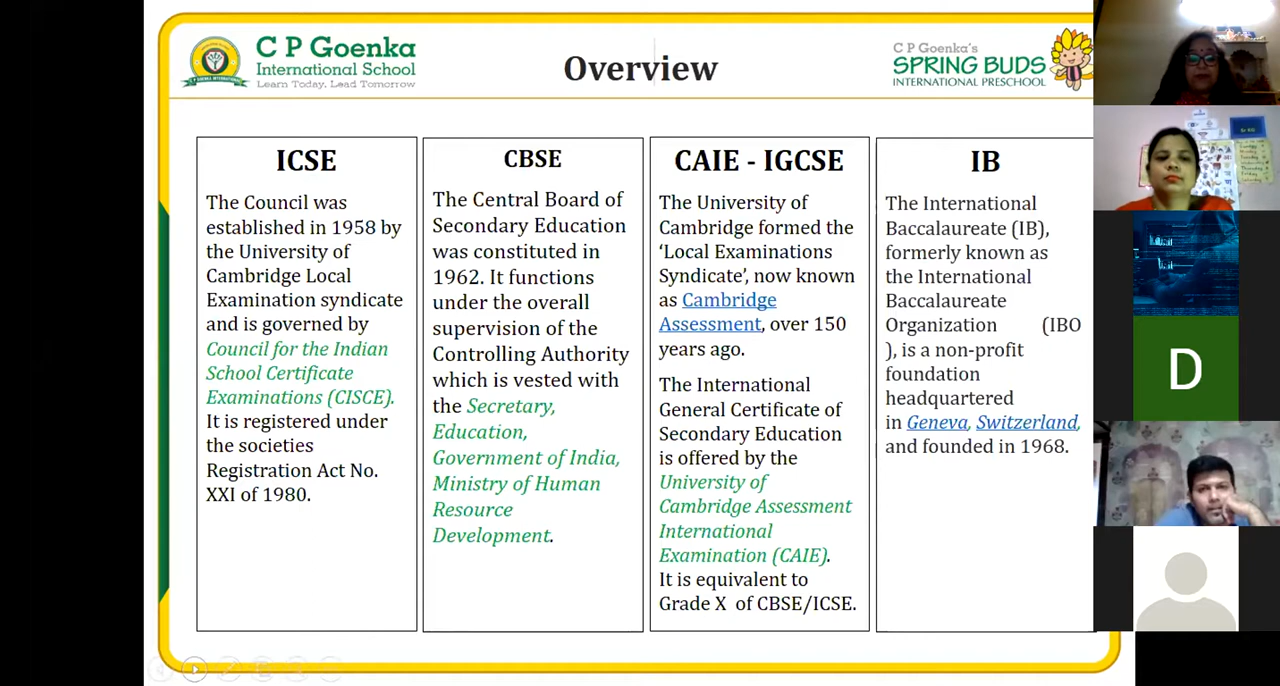 C P Goenka
International School
Learn Today, Lead Tomorrow
Overview
C P Goenka's
SPRING BUDS
INTERNATIONAL PRESCHOOL
ICSE
The Council was
established in 1958 by
the University of
Cambridge Local
Examination syndicate
and is governed by
Council for the Indian
School Certificate
Examinations (CISCE).
It is registered under
the societies
Registration Act No.
XXI of 1980.
CBSE
The Central Board of
Secondary Education
was constituted in
1962. It functions
under the overall
supervision of the
Controlling Authority
which is vested with
the Secretary,
Education,
Government of India,
Ministry of Human
Resource
Development.
CAIE - IGCSE
The University of
Cambridge formed the
‘Local Examinations
Syndicate’, now known
as Cambridge
Assessment, over 150
years ago.
The International
General Certificate of
Secondary Education
is offered by the
University of
Cambridge Assessment
International
Examination (CAIE).
It is equivalent to
Grade X of CBSE/ICSE.
IB
The International
Baccalaureate (IB),
formerly known as
the International
Baccalaureate
Organization (IBO
), is a non-profit
foundation
headquartered
in Geneva, Switzerland,
and founded in 1968.
D